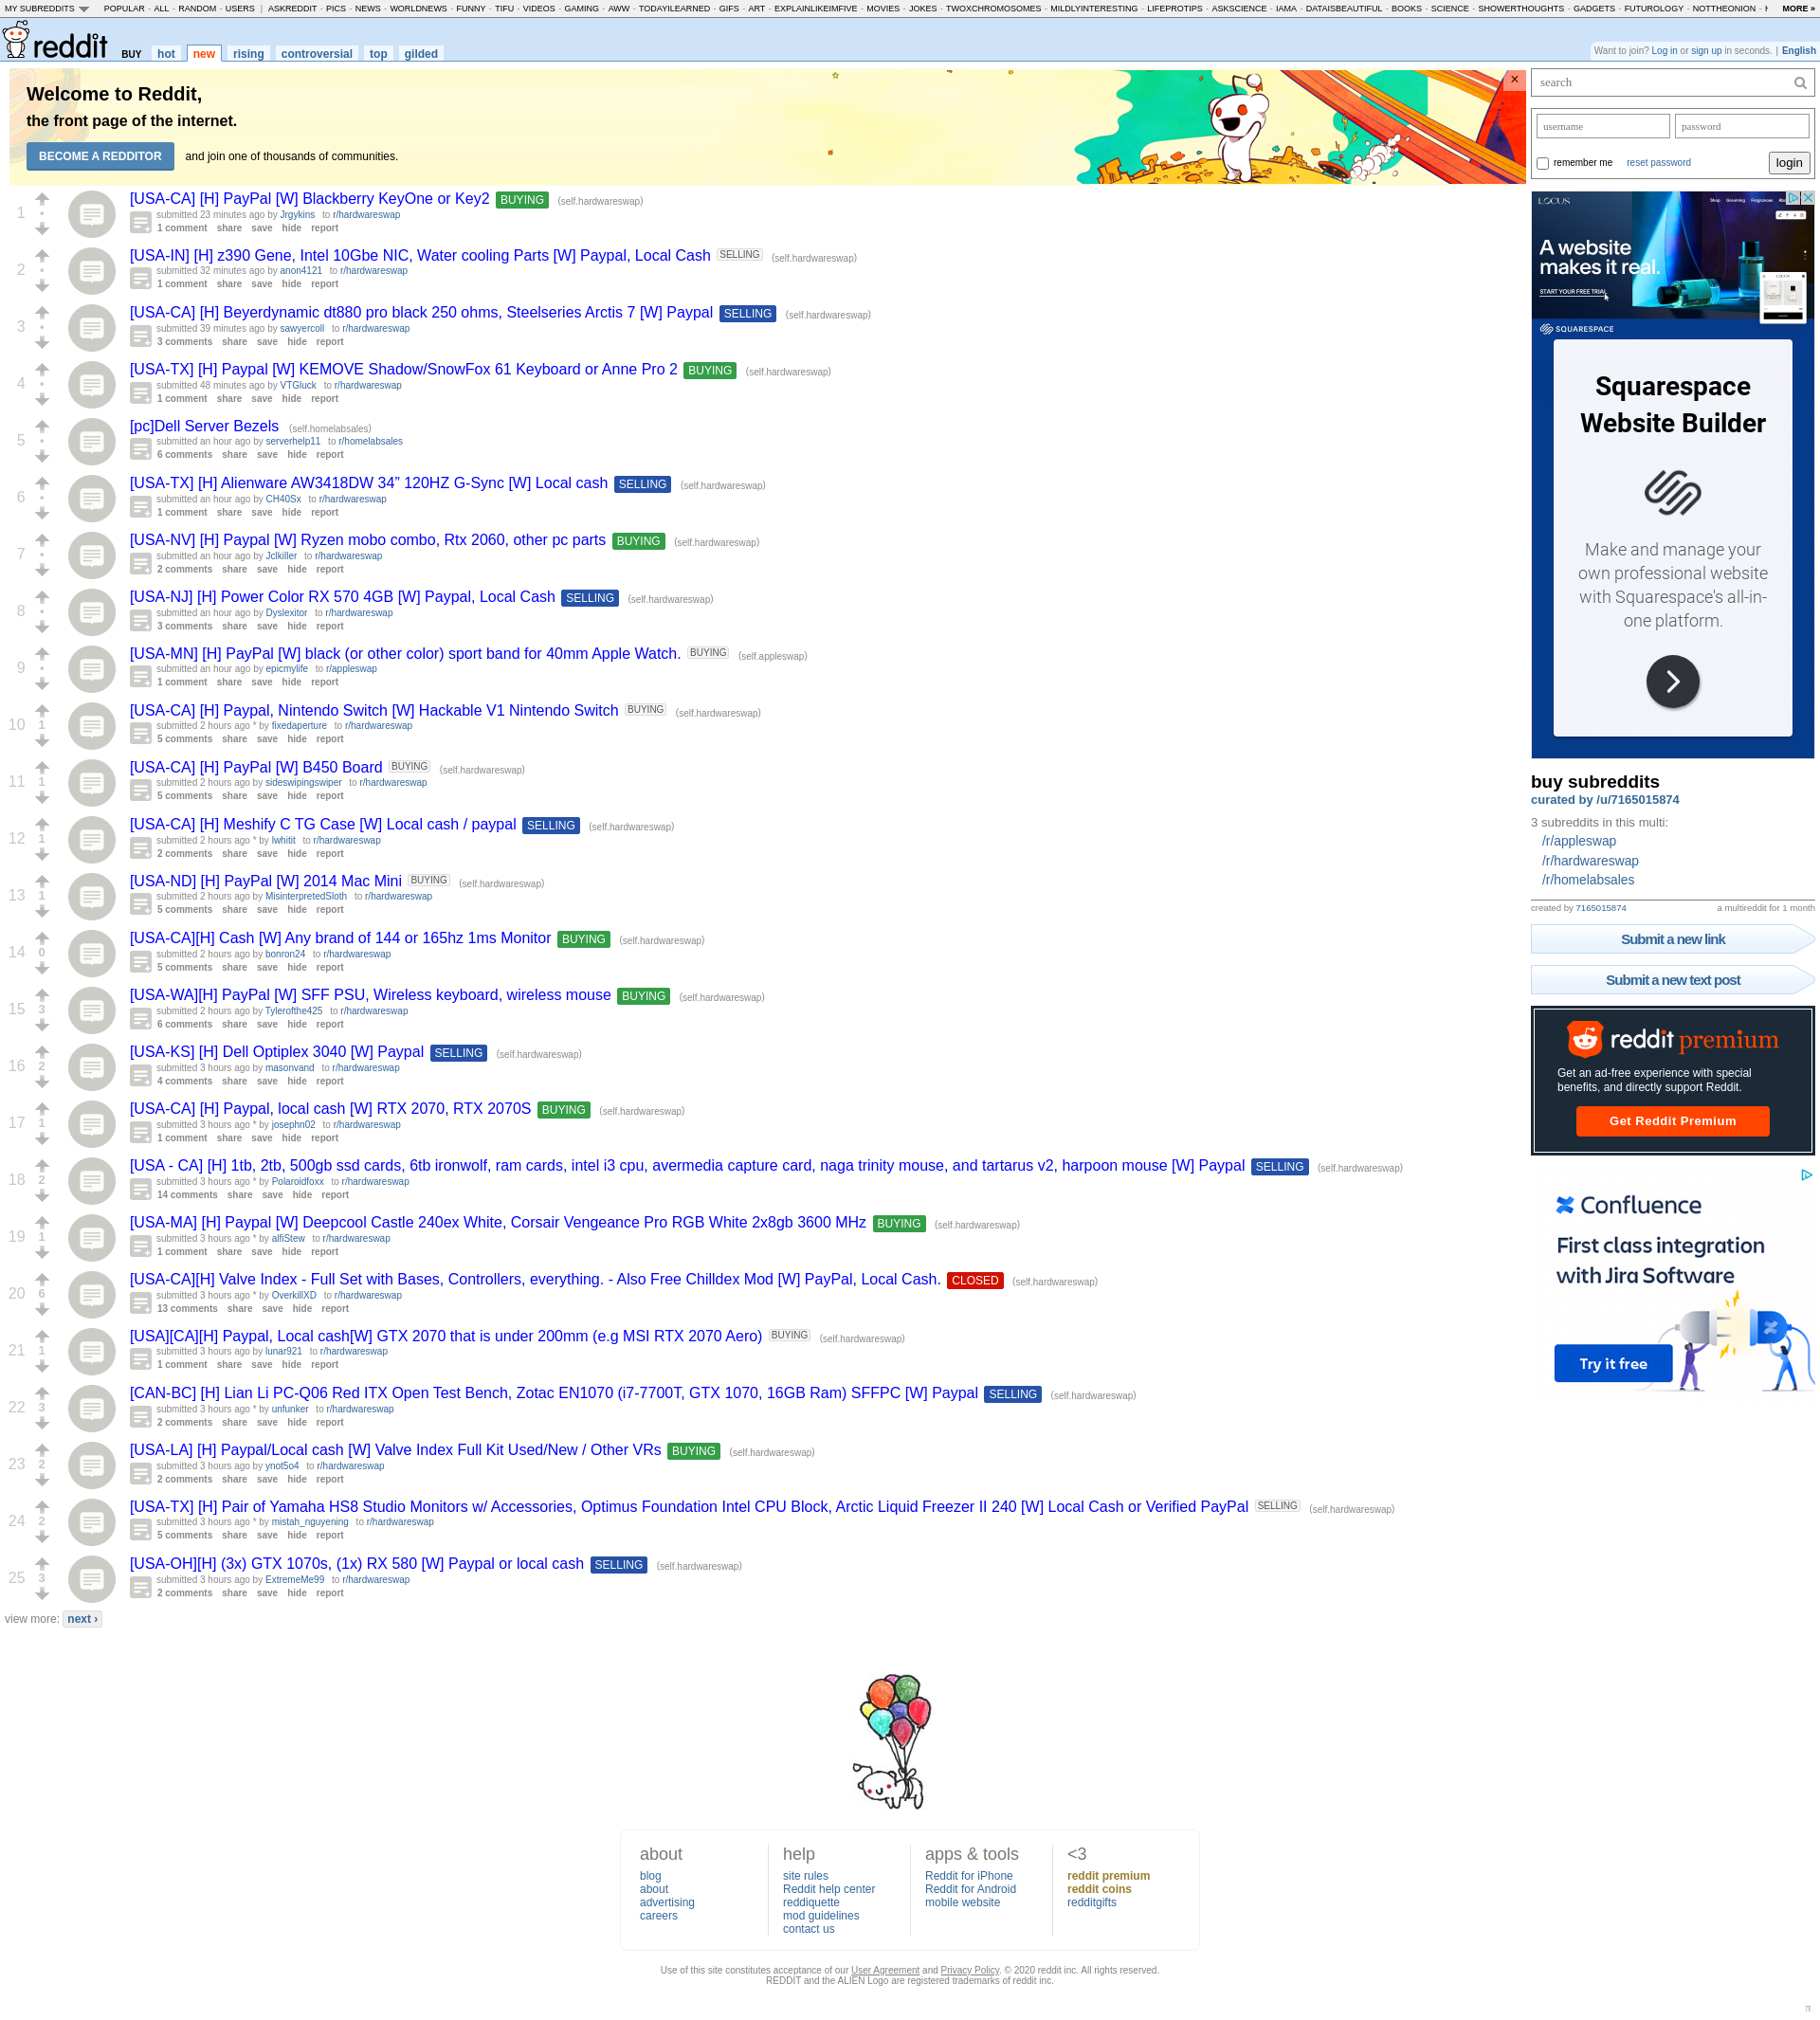 MY SUBREDDITS POPULAR - ALL - RANDOM - USERS | ASKREDDIT - PICS - NEWS - WORLDNEWS - FUNNY - TIFU - VIDEOS - GAMING - AWW - TODAYILEARNED - GIFS - ART - EXPLAINLIKEIMFIVE - MOVIES - JOKES - TWOXCHROMOSOMES - MILDLYINTERESTING - LIFEPROTIPS - ASKSCIENCE - IAMA - DATAISBEAUTIFUL - BOOKS - SCIENCE - SHOWERTHOUGHTS - GADGETS - FUTUROLOGY - NOTTHEONION - MORE »
reddit BUY hot new rising controversial top gilded
Want to join? Log in or sign up in seconds. | English
Welcome to Reddit,
the front page of the internet.
BECOME A REDDITOR and join one of thousands of communities.
×
1
[USA-CA] [H] PayPal [W] Blackberry KeyOne or Key2 BUYING (self.hardwareswap)
submitted 23 minutes ago by Jrgykins to r/hardwareswap
1 comment share save hide report
2
[USA-IN] [H] z390 Gene, Intel 10Gbe NIC, Water cooling Parts [W] Paypal, Local Cash SELLING (self.hardwareswap)
submitted 32 minutes ago by anon4121 to r/hardwareswap
1 comment share save hide report
3
[USA-CA] [H] Beyerdynamic dt880 pro black 250 ohms, Steelseries Arctis 7 [W] Paypal SELLING (self.hardwareswap)
submitted 39 minutes ago by sawyercoll to r/hardwareswap
3 comments share save hide report
4
[USA-TX] [H] Paypal [W] KEMOVE Shadow/SnowFox 61 Keyboard or Anne Pro 2 BUYING (self.hardwareswap)
submitted 48 minutes ago by VTGluck to r/hardwareswap
1 comment share save hide report
5
[pc]Dell Server Bezels (self.homelabsales)
submitted an hour ago by serverhelp11 to r/homelabsales
6 comments share save hide report
6
[USA-TX] [H] Alienware AW3418DW 34” 120HZ G-Sync [W] Local cash SELLING (self.hardwareswap)
submitted an hour ago by CH40Sx to r/hardwareswap
1 comment share save hide report
7
[USA-NV] [H] Paypal [W] Ryzen mobo combo, Rtx 2060, other pc parts BUYING (self.hardwareswap)
submitted an hour ago by Jclkiller to r/hardwareswap
2 comments share save hide report
8
[USA-NJ] [H] Power Color RX 570 4GB [W] Paypal, Local Cash SELLING (self.hardwareswap)
submitted an hour ago by Dyslexitor to r/hardwareswap
3 comments share save hide report
9
[USA-MN] [H] PayPal [W] black (or other color) sport band for 40mm Apple Watch. BUYING (self.appleswap)
submitted an hour ago by epicmylife to r/appleswap
1 comment share save hide report
10 1
[USA-CA] [H] Paypal, Nintendo Switch [W] Hackable V1 Nintendo Switch BUYING (self.hardwareswap)
submitted 2 hours ago * by fixedaperture to r/hardwareswap
5 comments share save hide report
11 1
[USA-CA] [H] PayPal [W] B450 Board BUYING (self.hardwareswap)
submitted 2 hours ago by sideswipingswiper to r/hardwareswap
5 comments share save hide report
12 1
[USA-CA] [H] Meshify C TG Case [W] Local cash / paypal SELLING (self.hardwareswap)
submitted 2 hours ago * by lwhitit to r/hardwareswap
2 comments share save hide report
13 1
[USA-ND] [H] PayPal [W] 2014 Mac Mini BUYING (self.hardwareswap)
submitted 2 hours ago by MisinterpretedSloth to r/hardwareswap
5 comments share save hide report
14 0
[USA-CA][H] Cash [W] Any brand of 144 or 165hz 1ms Monitor BUYING (self.hardwareswap)
submitted 2 hours ago by bonron24 to r/hardwareswap
5 comments share save hide report
15 3
[USA-WA][H] PayPal [W] SFF PSU, Wireless keyboard, wireless mouse BUYING (self.hardwareswap)
submitted 2 hours ago by Tylerofthe425 to r/hardwareswap
6 comments share save hide report
16 2
[USA-KS] [H] Dell Optiplex 3040 [W] Paypal SELLING (self.hardwareswap)
submitted 3 hours ago by masonvand to r/hardwareswap
4 comments share save hide report
17 1
[USA-CA] [H] Paypal, local cash [W] RTX 2070, RTX 2070S BUYING (self.hardwareswap)
submitted 3 hours ago * by josephn02 to r/hardwareswap
1 comment share save hide report
18 2
[USA - CA] [H] 1tb, 2tb, 500gb ssd cards, 6tb ironwolf, ram cards, intel i3 cpu, avermedia capture card, naga trinity mouse, and tartarus v2, harpoon mouse [W] Paypal SELLING (self.hardwareswap)
submitted 3 hours ago * by Polaroidfoxx to r/hardwareswap
14 comments share save hide report
19 1
[USA-MA] [H] Paypal [W] Deepcool Castle 240ex White, Corsair Vengeance Pro RGB White 2x8gb 3600 MHz BUYING (self.hardwareswap)
submitted 3 hours ago * by alfiStew to r/hardwareswap
1 comment share save hide report
20 6
[USA-CA][H] Valve Index - Full Set with Bases, Controllers, everything. - Also Free Chilldex Mod [W] PayPal, Local Cash. CLOSED (self.hardwareswap)
submitted 3 hours ago * by OverkillXD to r/hardwareswap
13 comments share save hide report
21 1
[USA][CA][H] Paypal, Local cash[W] GTX 2070 that is under 200mm (e.g MSI RTX 2070 Aero) BUYING (self.hardwareswap)
submitted 3 hours ago by lunar921 to r/hardwareswap
1 comment share save hide report
22 3
[CAN-BC] [H] Lian Li PC-Q06 Red ITX Open Test Bench, Zotac EN1070 (i7-7700T, GTX 1070, 16GB Ram) SFFPC [W] Paypal SELLING (self.hardwareswap)
submitted 3 hours ago * by unfunker to r/hardwareswap
2 comments share save hide report
23 2
[USA-LA] [H] Paypal/Local cash [W] Valve Index Full Kit Used/New / Other VRs BUYING (self.hardwareswap)
submitted 3 hours ago by ynot5o4 to r/hardwareswap
2 comments share save hide report
24 2
[USA-TX] [H] Pair of Yamaha HS8 Studio Monitors w/ Accessories, Optimus Foundation Intel CPU Block, Arctic Liquid Freezer II 240 [W] Local Cash or Verified PayPal SELLING (self.hardwareswap)
submitted 3 hours ago * by mistah_nguyening to r/hardwareswap
5 comments share save hide report
25 3
[USA-OH][H] (3x) GTX 1070s, (1x) RX 580 [W] Paypal or local cash SELLING (self.hardwareswap)
submitted 3 hours ago by ExtremeMe99 to r/hardwareswap
2 comments share save hide report
view more: next ›
search
username password
remember me reset password login
LOCUS
Shop Grooming Fragrances
A website
makes it real.
START YOUR FREE TRIAL
SQUARESPACE
Squarespace
Website Builder
Make and manage your
own professional website
with Squarespace's all-in-
one platform.
buy subreddits
curated by /u/7165015874
3 subreddits in this multi:
/r/appleswap
/r/hardwareswap
/r/homelabsales
created by 7165015874 a multireddit for 1 month
Submit a new link
Submit a new text post
reddit premium
Get an ad-free experience with special
benefits, and directly support Reddit.
Get Reddit Premium
Confluence
First class integration
with Jira Software
Try it free
about
blog
about
advertising
careers
help
site rules
Reddit help center
reddiquette
mod guidelines
contact us
apps & tools
Reddit for iPhone
Reddit for Android
mobile website
<3
reddit premium
reddit coins
redditgifts
Use of this site constitutes acceptance of our User Agreement and Privacy Policy. © 2020 reddit inc. All rights reserved.
REDDIT and the ALIEN Logo are registered trademarks of reddit inc.
π